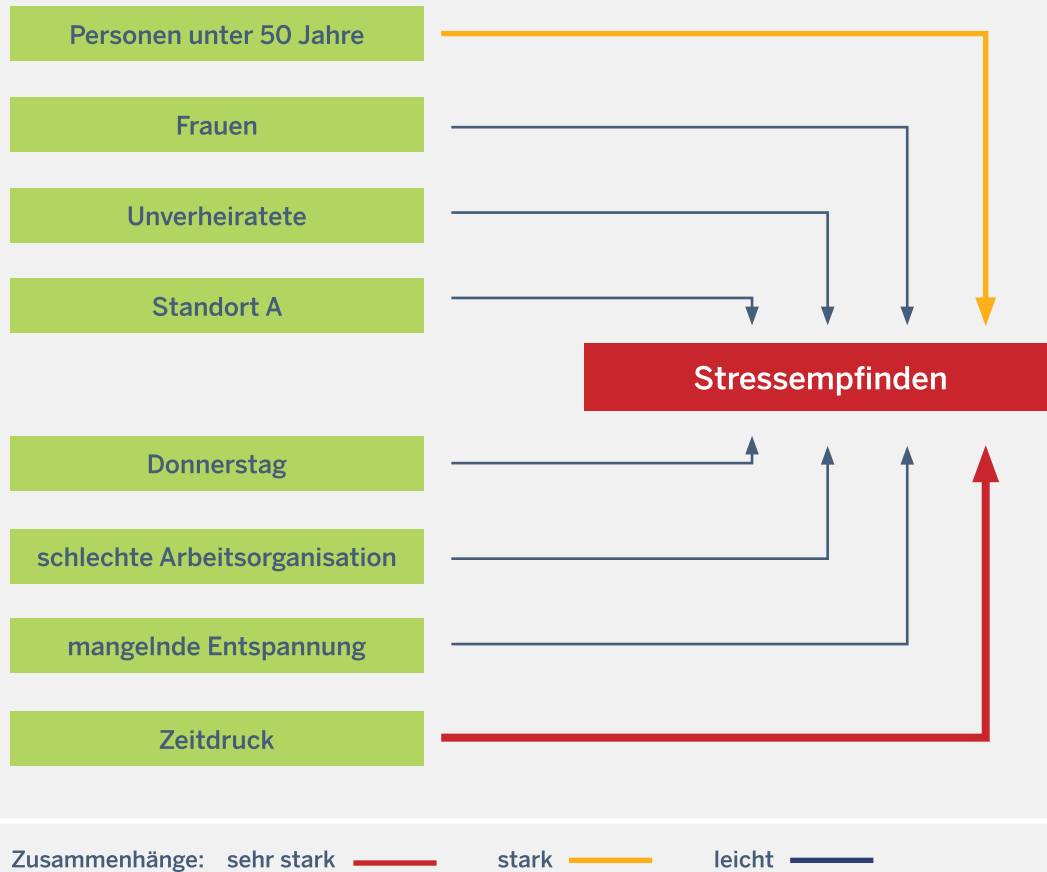 Personen unter 50 Jahre
Frauen
Unverheiratete
Standort A
Stressempfinden
Donnerstag
schlechte Arbeitsorganisation
mangelnde Entspannung
Zeitdruck
Zusammenhänge: sehr stark stark leicht